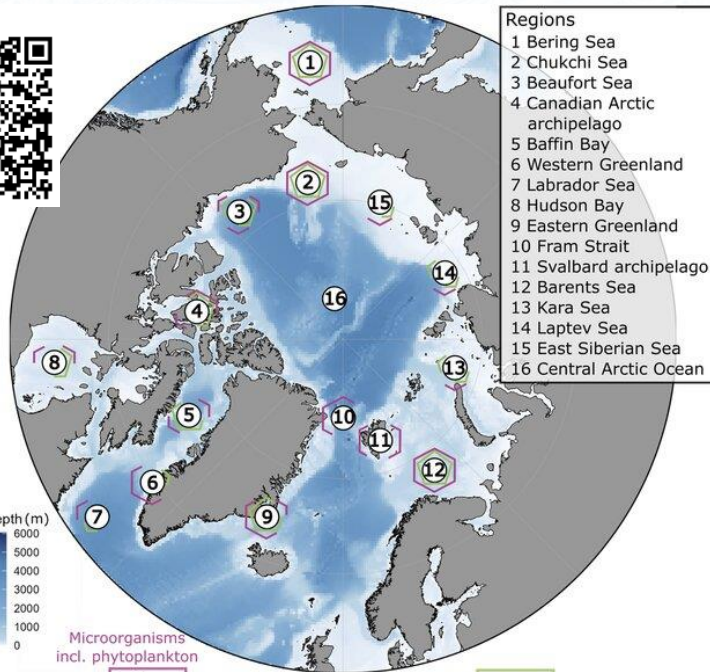 Regions
1 Bering Sea
2 Chukchi Sea
3 Beaufort Sea
4 Canadian Arctic
archipelago
5 Baffin Bay
6 Western Greenland
7 Labrador Sea
8 Hudson Bay
9 Eastern Greenland
10 Fram Strait
11 Svalbard archipelago
12 Barents Sea
13 Kara Sea
14 Laptev Sea
15 East Siberian Sea
16 Central Arctic Ocean
1
2
3
15
14
16
4
8
13
5
10
11
12
6
7
9
epth (m)
6000
5000
4000
3000
2000
1000
0
Microorganisms
incl. phytoplankton